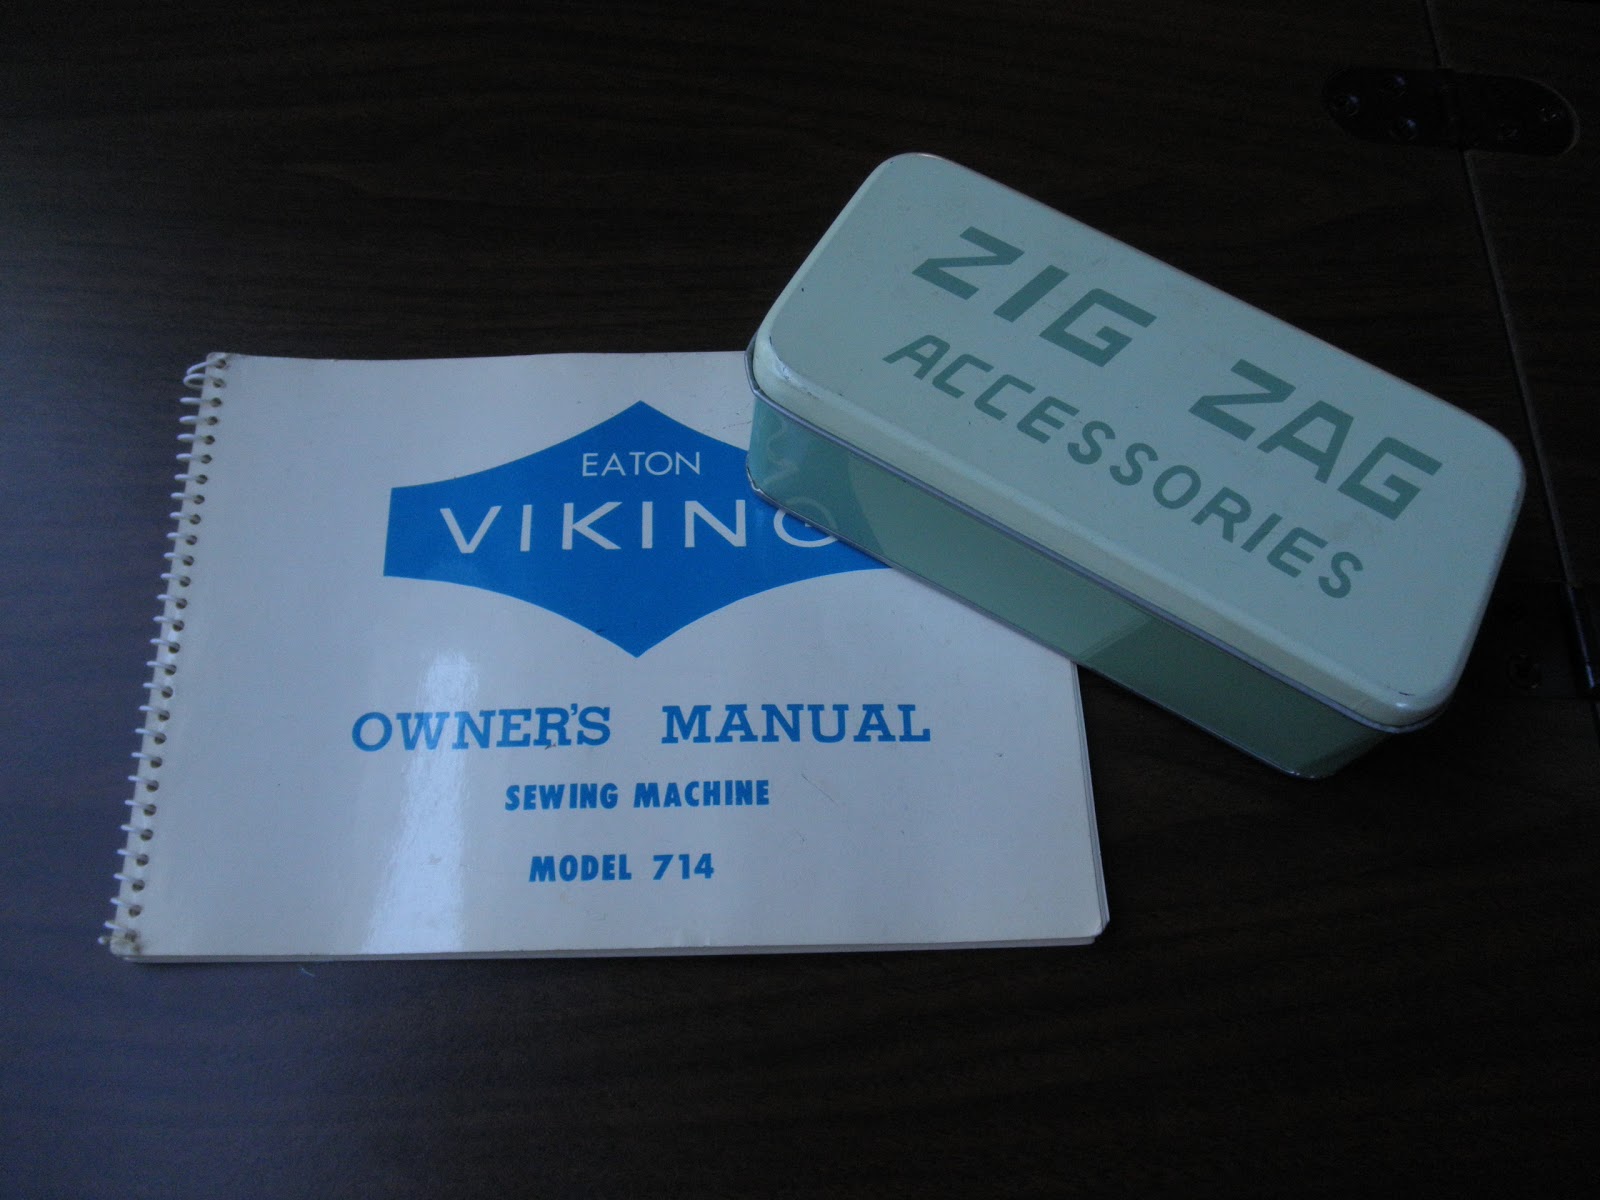 EATON
VIKING
OWNER'S MANUAL
SEWING MACHINE
MODEL 714
ZIG ZAG
ACCESSORIES